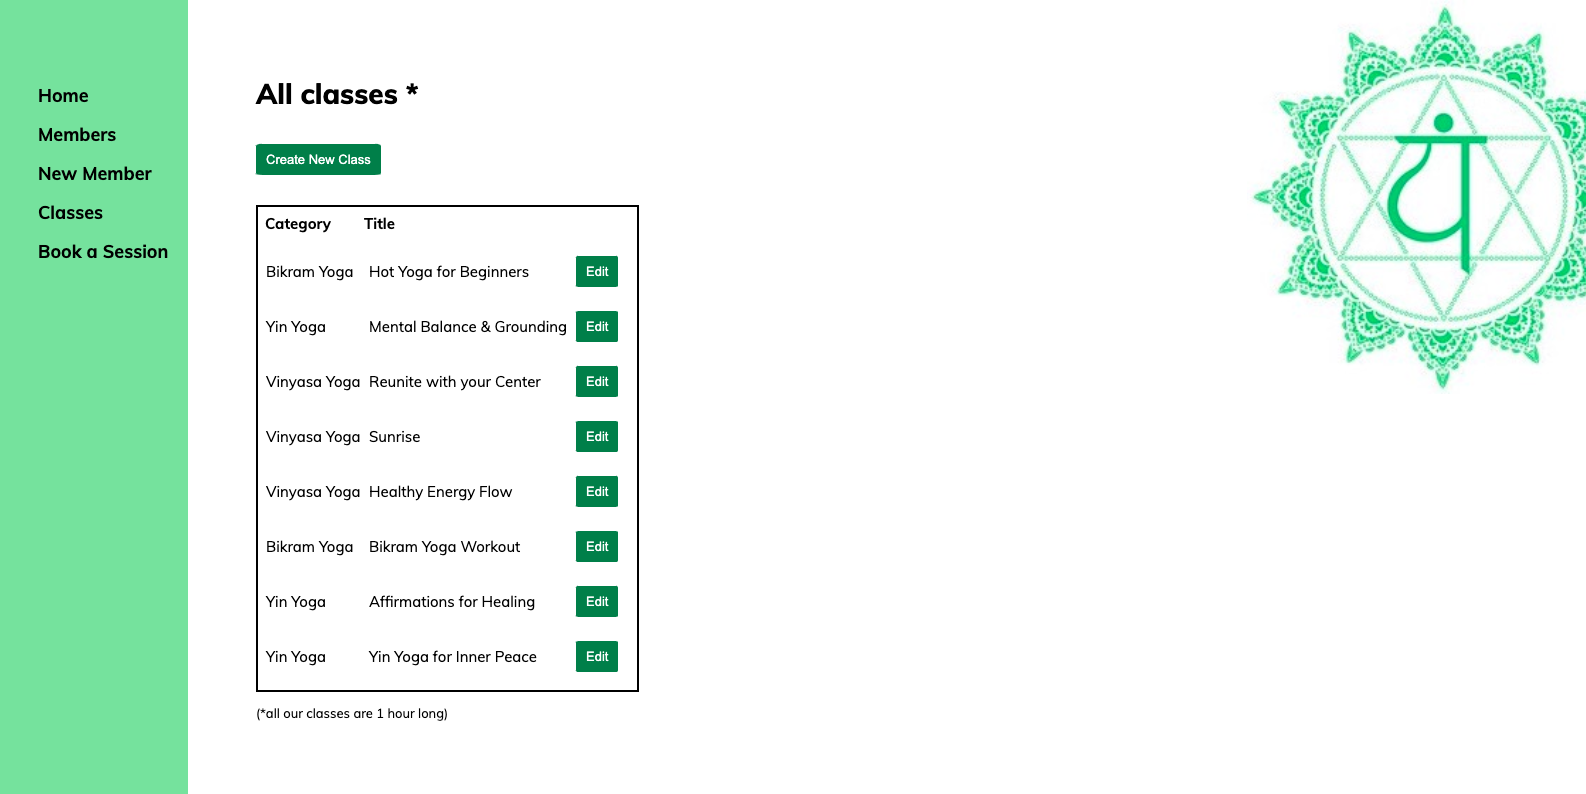 Home
Members
New Member
Classes
Book a Session
All classes *
Create New Class
Category Title
Bikram Yoga Hot Yoga for Beginners Edit
Yin Yoga Mental Balance & Grounding Edit
Vinyasa Yoga Reunite with your Center Edit
Vinyasa Yoga Sunrise Edit
Vinyasa Yoga Healthy Energy Flow Edit
Bikram Yoga Bikram Yoga Workout Edit
Yin Yoga Affirmations for Healing Edit
Yin Yoga Yin Yoga for Inner Peace Edit
(*all our classes are 1 hour long)
यं